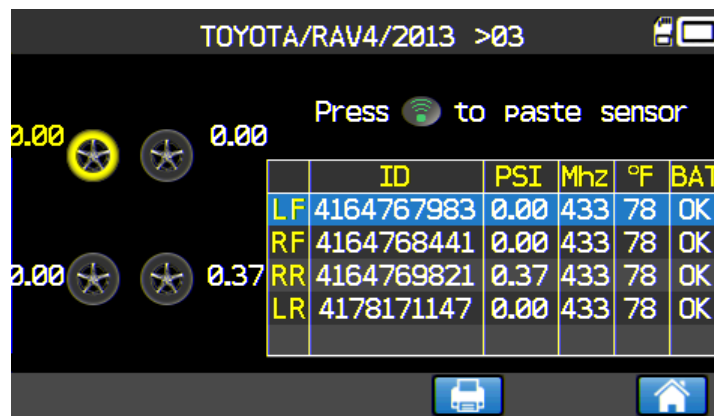 TOYOTA/RAV4/2013 >03
Press to paste sensor
0.00 0.00
ID PSI Mhz ºF BAT
LF 4164767983 0.00 433 78 OK
RF 4164768441 0.00 433 78 OK
0.00 0.37
RR 4164769821 0.37 433 78 OK
LR 4178171147 0.00 433 78 OK